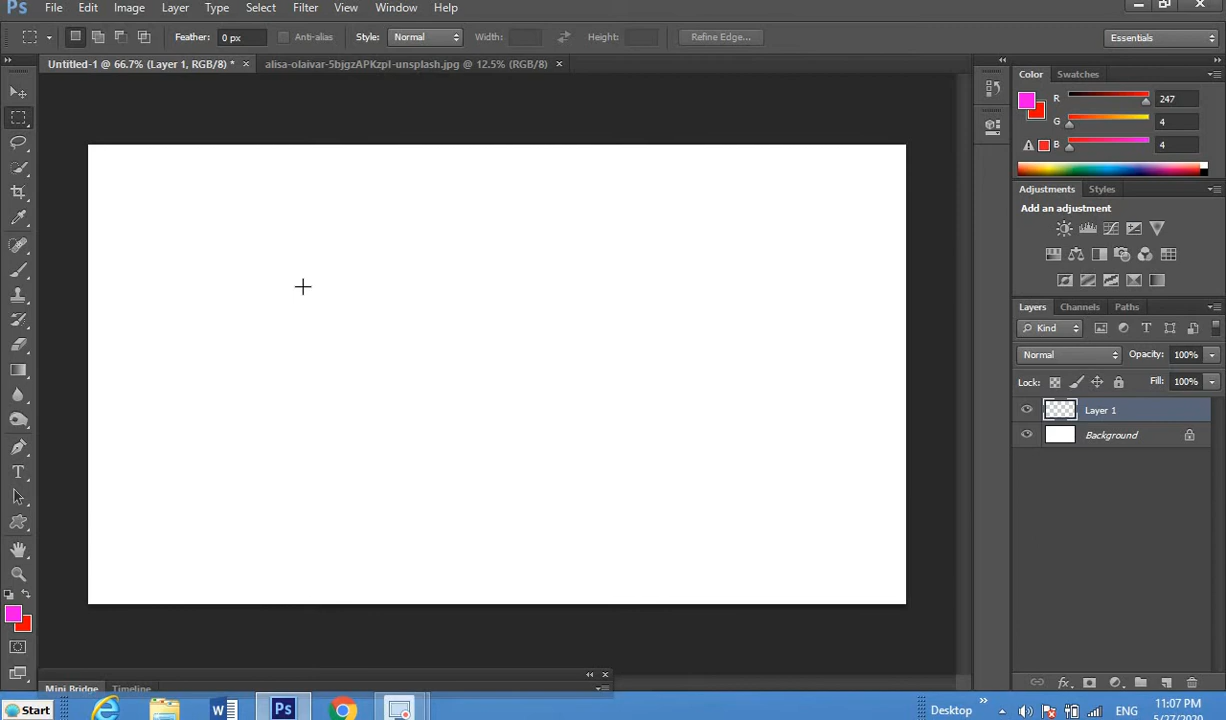 Ps File Edit Image Layer Type Select Filter View Window Help
Feather: 0 px Anti-alias Style: Normal Width: Height: Refine Edge... Essentials
Untitled-1 @ 66.7% (Layer 1, RGB/8) * × alisa-olaivar-5bjgzAPKzpI-unsplash.jpg @ 12.5% (RGB/8) ×
Color Swatches
R 247
G 4
B 4
Adjustments Styles
Add an adjustment
Layers Channels Paths
Kind
Normal Opacity: 100%
Lock: Fill: 100%
Layer 1
Background
Mini Bridge Timeline
Start Ps Desktop ENG 11:07 PM
5/27/2020